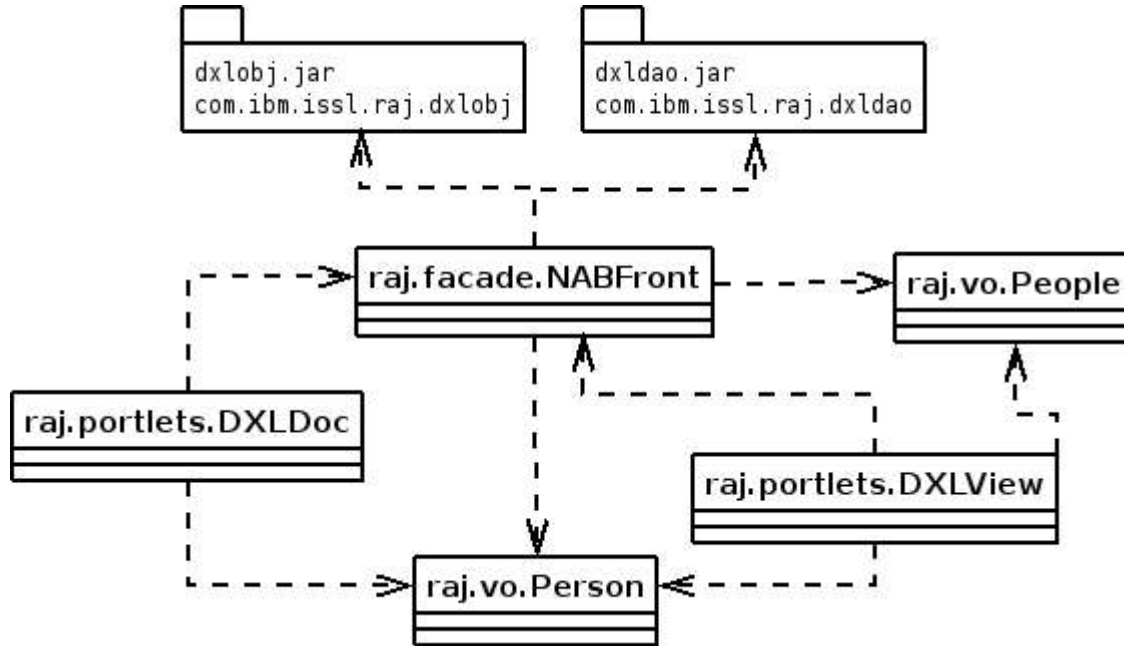 dxlobj.jar
com.ibm.issl.raj.dxlobj
dxldao.jar
com.ibm.issl.raj.dxldao
raj.facade.NABFront
raj.vo.People
raj.portlets.DXLDoc
raj.portlets.DXLView
raj.vo.Person